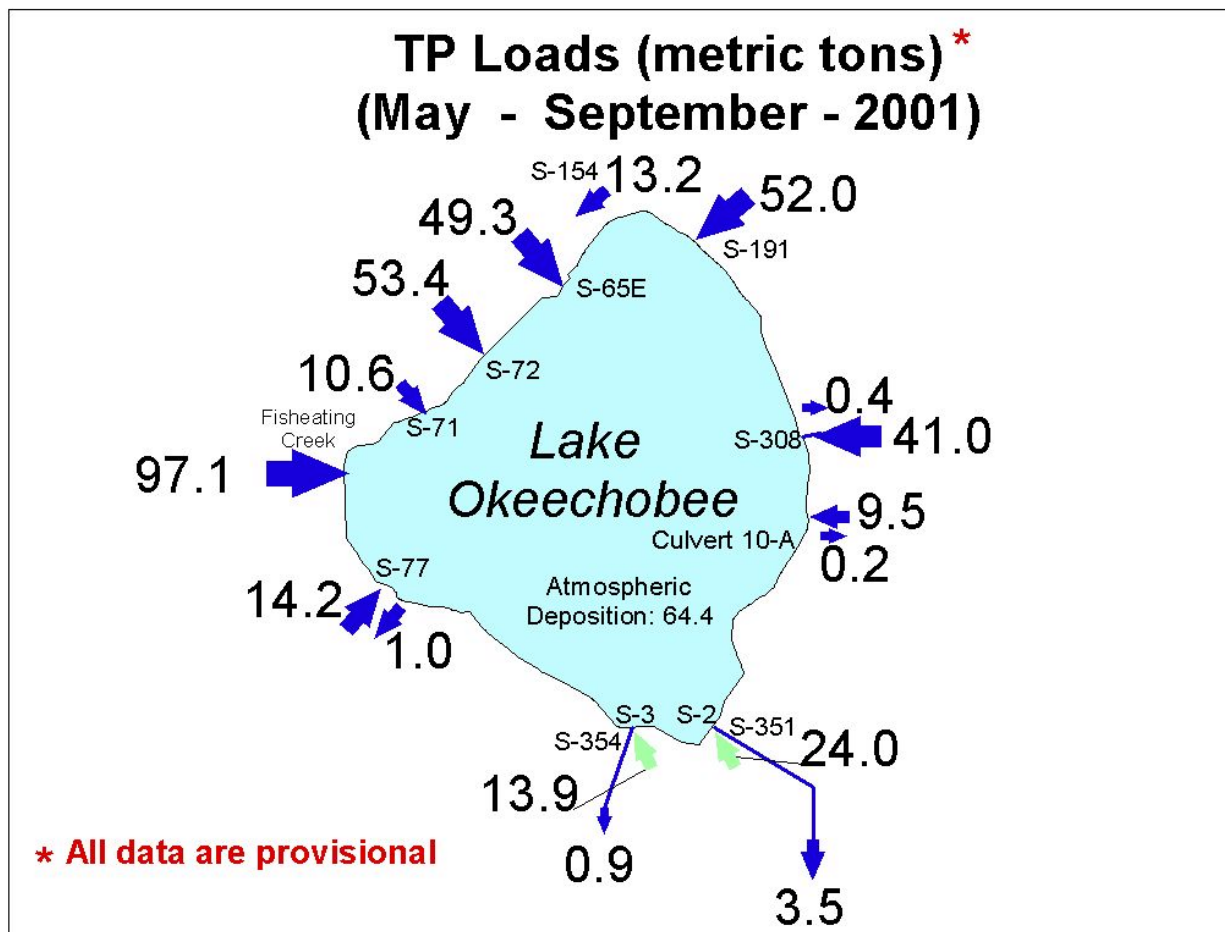 TP Loads (metric tons) *
(May - September - 2001)
S-154 13.2
52.0
49.3
S-191
S-65E
53.4
S-72
10.6
0.4
Fisheating
Creek
S-71
S-308
41.0
Lake
Okeechobee
97.1
9.5
Culvert 10-A
0.2
S-77
Atmospheric
Deposition: 64.4
14.2
1.0
S-3
S-2
S-351
S-354
24.0
13.9
* All data are provisional
0.9
3.5